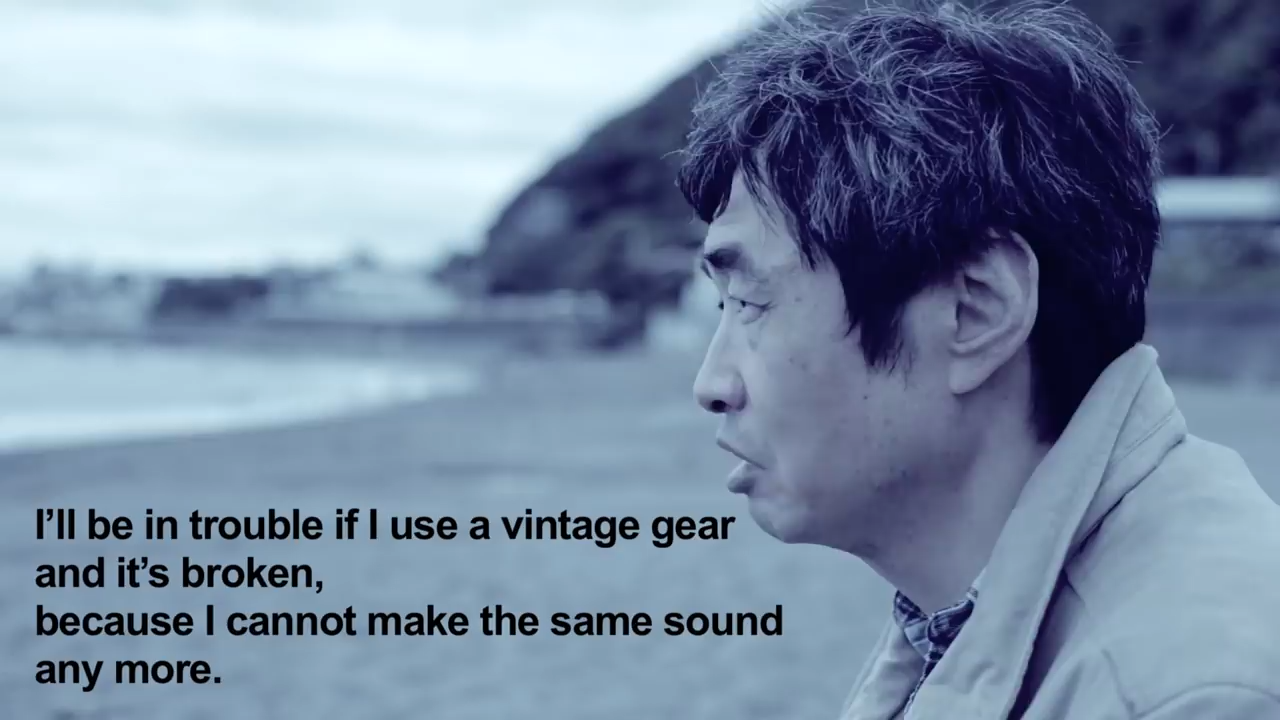 I’ll be in trouble if I use a vintage gear
and it’s broken,
because I cannot make the same sound
any more.